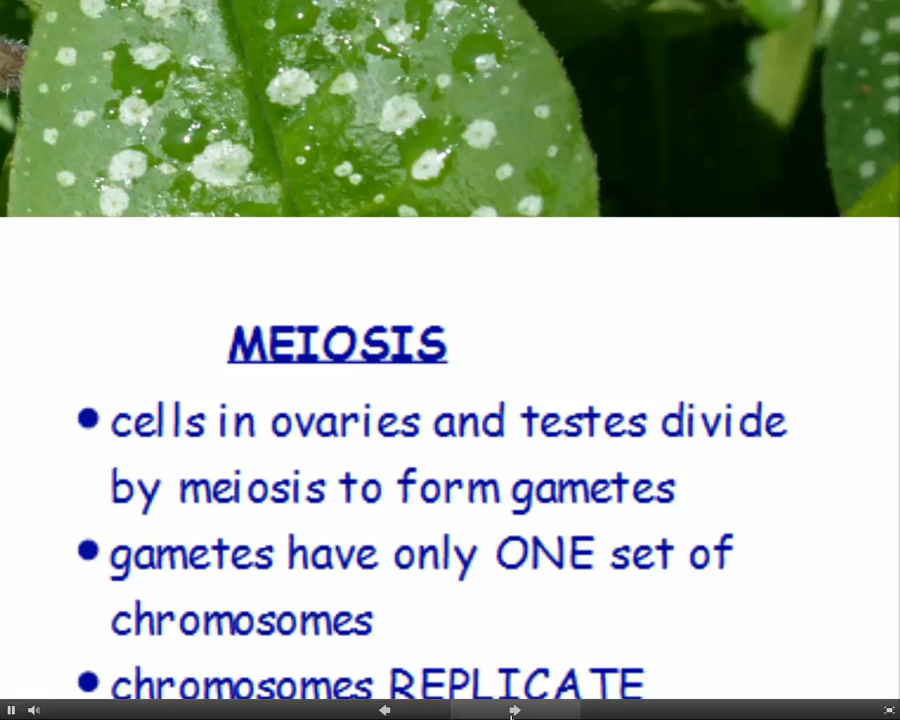 MEIOSIS
• cells in ovaries and testes divide
by meiosis to form gametes
• gametes have only ONE set of
chromosomes
• chromosomes REPLICATE